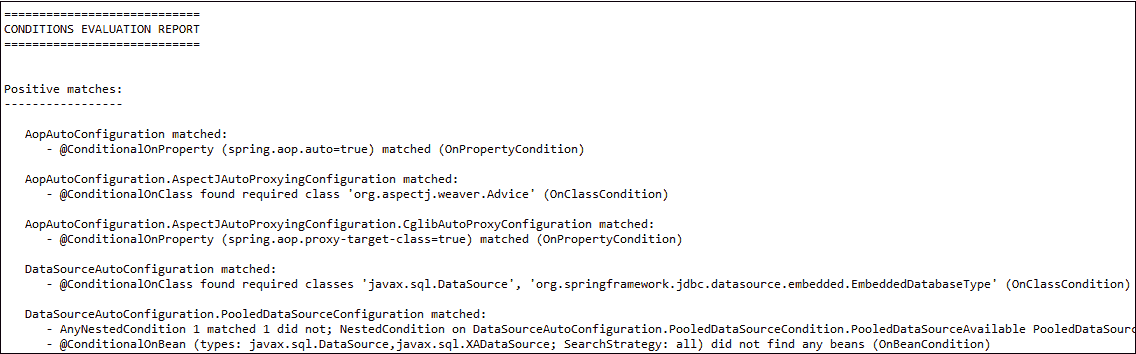 ============================
CONDITIONS EVALUATION REPORT
============================
Positive matches:
-----------------
AopAutoConfiguration matched:
- @ConditionalOnProperty (spring.aop.auto=true) matched (OnPropertyCondition)
AopAutoConfiguration.AspectJAutoProxyingConfiguration matched:
- @ConditionalOnClass found required class 'org.aspectj.weaver.Advice' (OnClassCondition)
AopAutoConfiguration.AspectJAutoProxyingConfiguration.CglibAutoProxyConfiguration matched:
- @ConditionalOnProperty (spring.aop.proxy-target-class=true) matched (OnPropertyCondition)
DataSourceAutoConfiguration matched:
- @ConditionalOnClass found required classes 'javax.sql.DataSource', 'org.springframework.jdbc.datasource.embedded.EmbeddedDatabaseType' (OnClassCondition)
DataSourceAutoConfiguration.PooledDataSourceConfiguration matched:
- AnyNestedCondition 1 matched 1 did not; NestedCondition on DataSourceAutoConfiguration.PooledDataSourceCondition.PooledDataSourceAvailable PooledDataSour
- @ConditionalOnBean (types: javax.sql.DataSource,javax.sql.XADataSource; SearchStrategy: all) did not find any beans (OnBeanCondition)